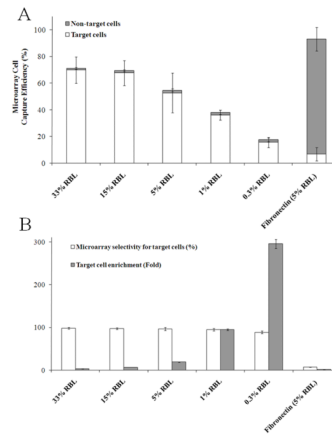 A
Non-target cells
Target cells
Microarray Cell
Capture Efficiency (%)
120
100
80
60
40
20
0
33% RBL
15% RBL
5% RBL
1% RBL
0.3% RBL
Fibronectin (5% RBL)
B
Microarray selectivity for target cells (%)
Target cell enrichment (Fold)
300
200
100
0
33% RBL
15% RBL
5% RBL
1% RBL
0.3% RBL
Fibronectin (5% RBL)